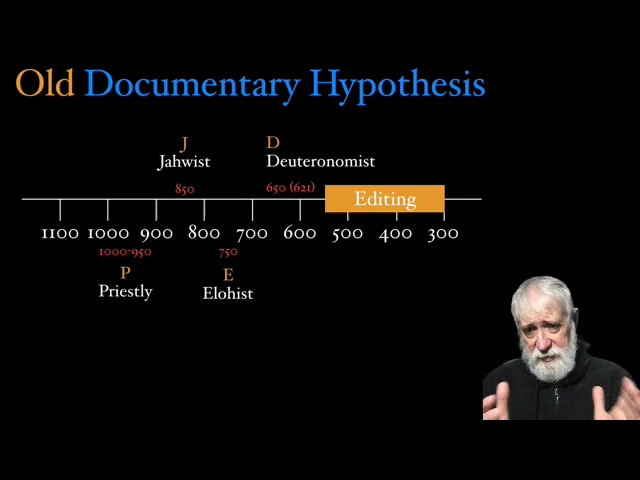 Old Documentary Hypothesis
J
Jahwist
850
D
Deuteronomist
650 (621)
Editing
1100 1000 900 800 700 600 500 400 300
1000-950
P
Priestly
750
E
Elohist